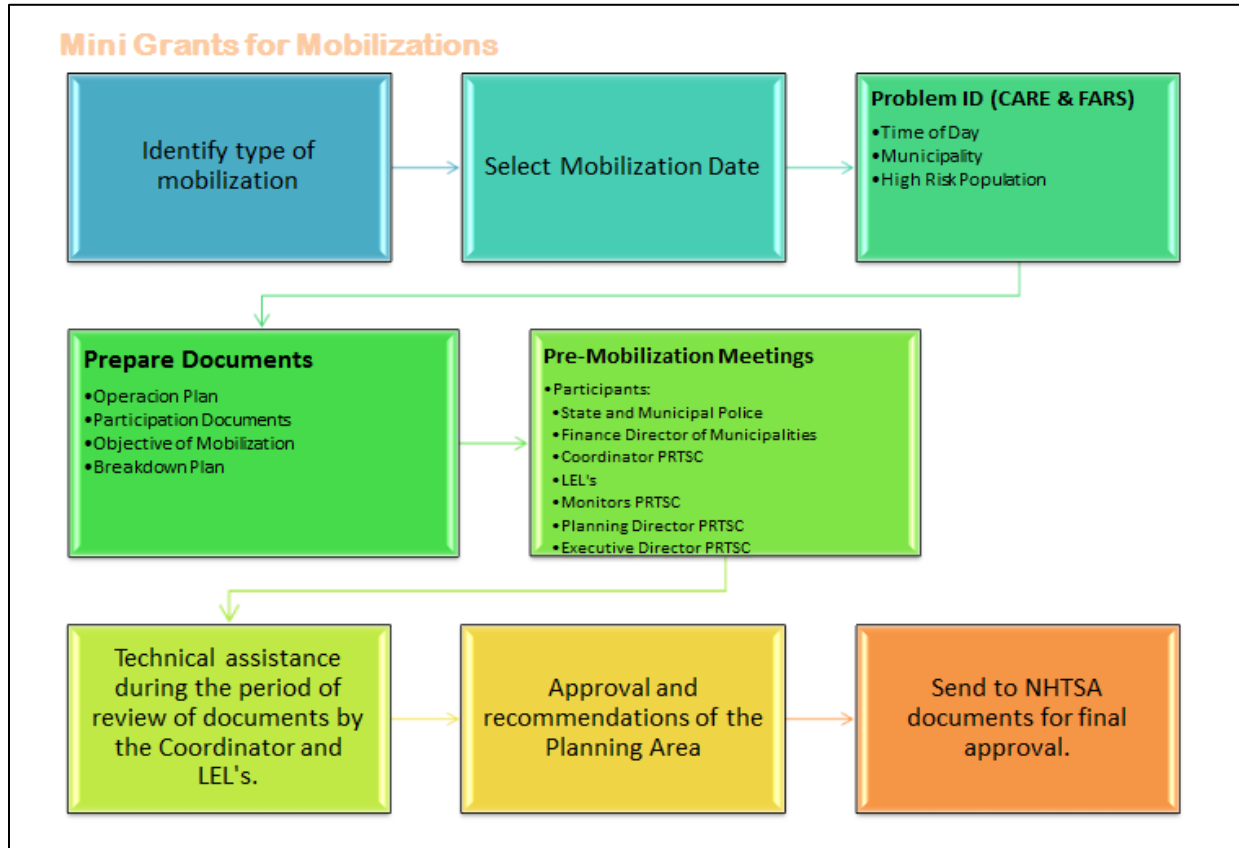 Mini Grants for Mobilizations
Identify type of
mobilization
Select Mobilization Date
Problem ID (CARE & FARS)
•Time of Day
•Municipality
•High Risk Population
Prepare Documents
•Operacion Plan
•Participation Documents
•Objective of Mobilization
•Breakdown Plan
Pre-Mobilization Meetings
•Participants:
•State and Municipal Police
•Finance Director of Municipalities
•Coordinator PRTSC
•LEL's
•Monitors PRTSC
•Planning Director PRTSC
•Executive Director PRTSC
Technical assistance
during the period of
review of documents by
the Coordinator and
LEL's.
Approval and
recommendations of the
Planning Area
Send to NHTSA
documents for final
approval.